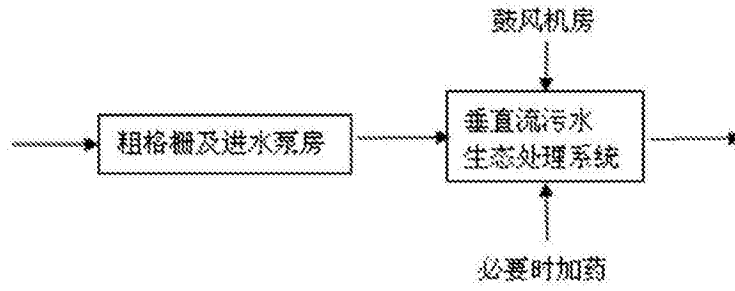 鼓风机房
粗格栅及进水泵房
垂直流污水
生态处理系统
必要时加药